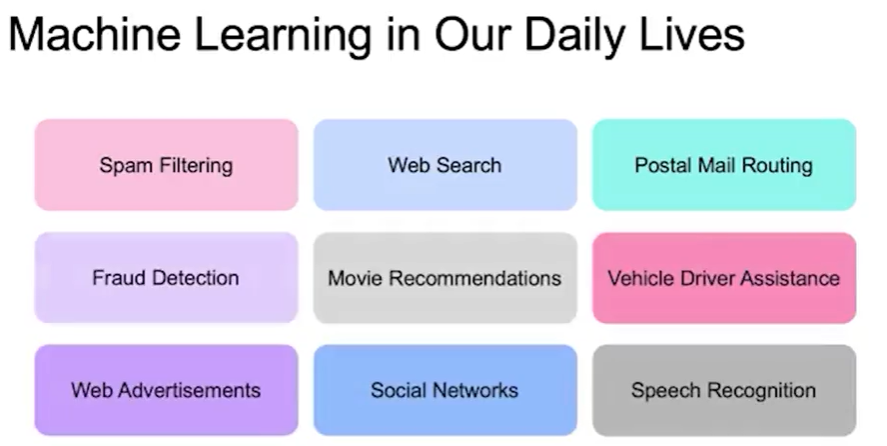 Machine Learning in Our Daily Lives
Spam Filtering
Web Search
Postal Mail Routing
Fraud Detection
Movie Recommendations
Vehicle Driver Assistance
Web Advertisements
Social Networks
Speech Recognition